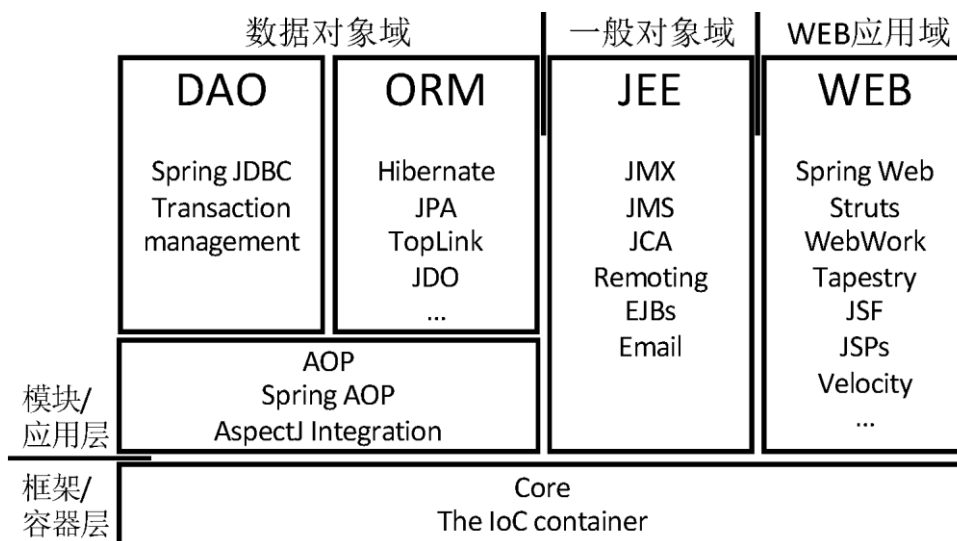 数据对象域
一般对象域
WEB应用域
DAO
Spring JDBC
Transaction
management
ORM
Hibernate
JPA
TopLink
JDO
...
JEE
JMX
JMS
JCA
Remoting
EJBs
Email
WEB
Spring Web
Struts
WebWork
Tapestry
JSF
JSPs
Velocity
...
AOP
Spring AOP
AspectJ Integration
模块/
应用层
框架/
容器层
Core
The IoC container